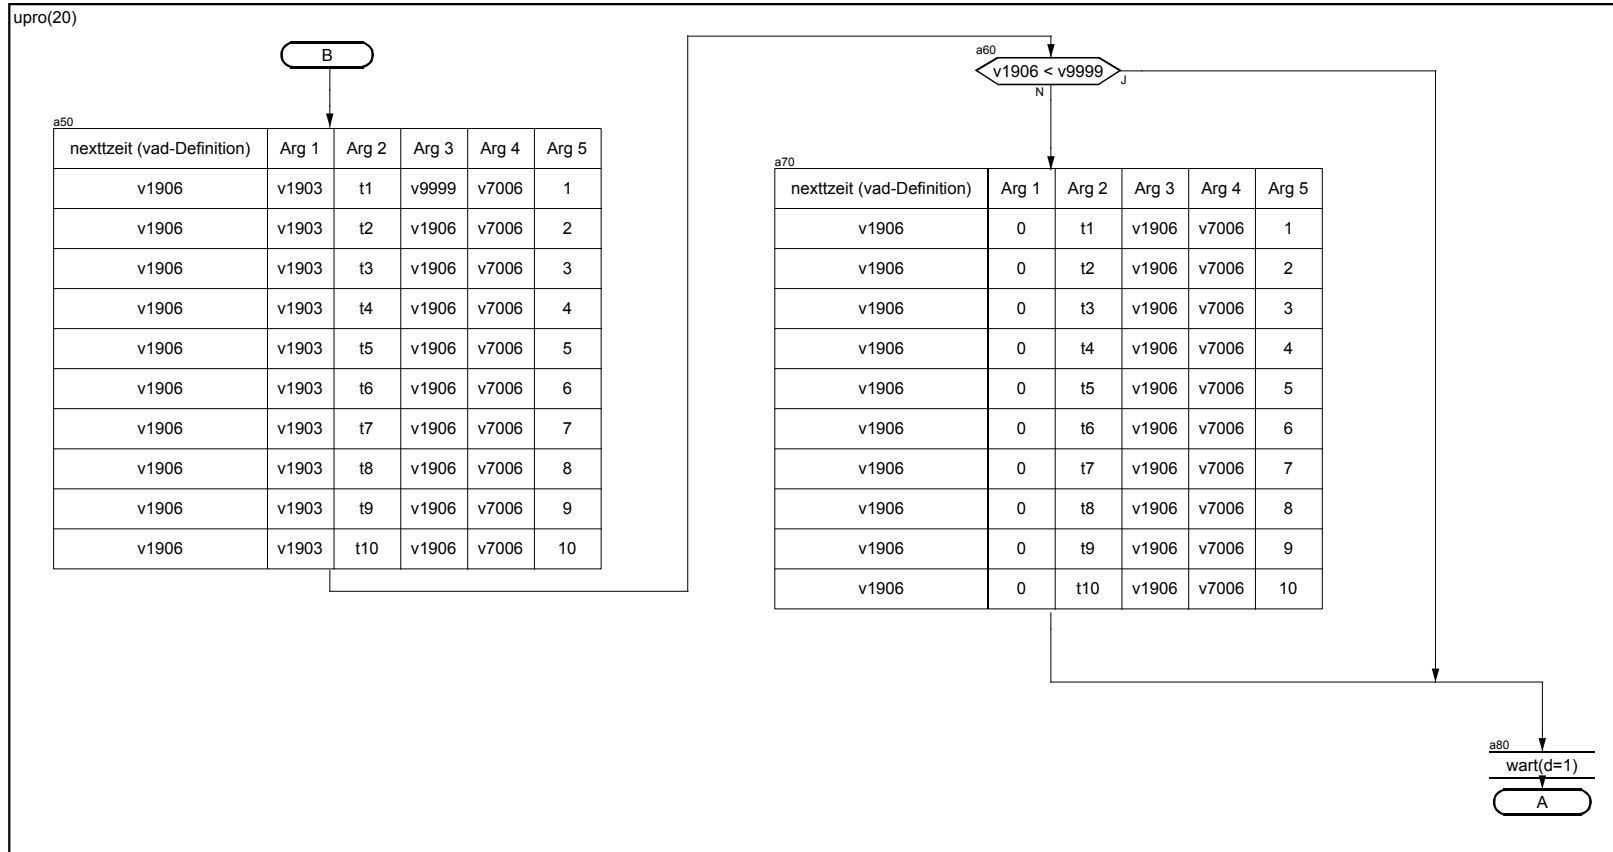 upro(20)
B
a50
nexttzeit (vad-Definition) Arg 1 Arg 2 Arg 3 Arg 4 Arg 5
v1906 v1903 t1 v9999 v7006 1
v1906 v1903 t2 v1906 v7006 2
v1906 v1903 t3 v1906 v7006 3
v1906 v1903 t4 v1906 v7006 4
v1906 v1903 t5 v1906 v7006 5
v1906 v1903 t6 v1906 v7006 6
v1906 v1903 t7 v1906 v7006 7
v1906 v1903 t8 v1906 v7006 8
v1906 v1903 t9 v1906 v7006 9
v1906 v1903 t10 v1906 v7006 10
a60
v1906 < v9999
J
N
a70
nexttzeit (vad-Definition) Arg 1 Arg 2 Arg 3 Arg 4 Arg 5
v1906 0 t1 v1906 v7006 1
v1906 0 t2 v1906 v7006 2
v1906 0 t3 v1906 v7006 3
v1906 0 t4 v1906 v7006 4
v1906 0 t5 v1906 v7006 5
v1906 0 t6 v1906 v7006 6
v1906 0 t7 v1906 v7006 7
v1906 0 t8 v1906 v7006 8
v1906 0 t9 v1906 v7006 9
v1906 0 t10 v1906 v7006 10
a80
wart(d=1)
A